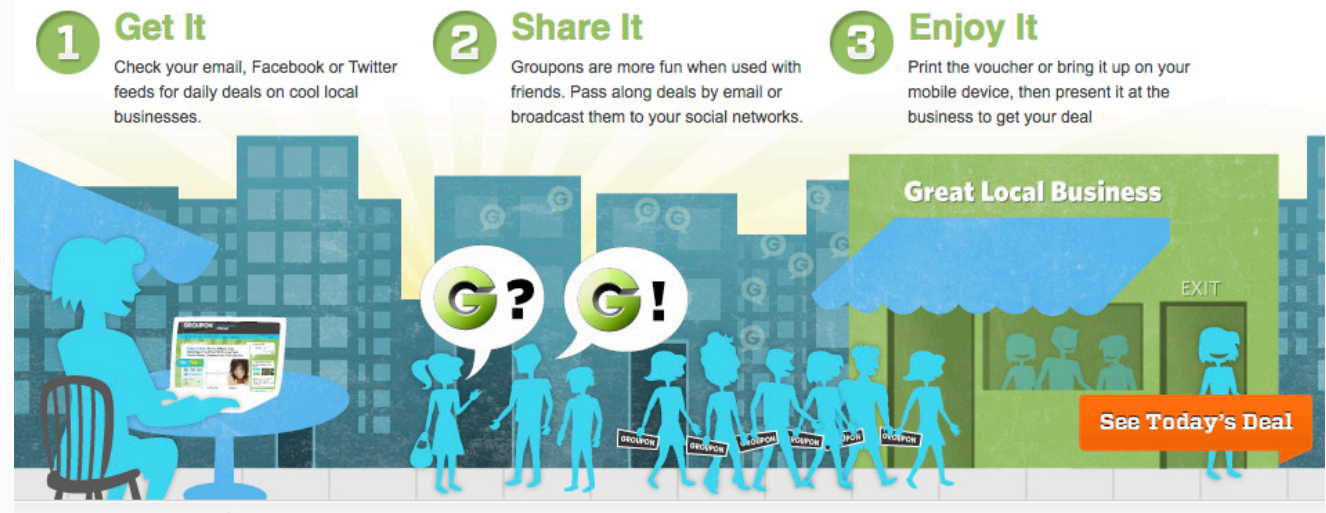 1 Get It
Check your email, Facebook or Twitter
feeds for daily deals on cool local
businesses.
2 Share It
Groupons are more fun when used with
friends. Pass along deals by email or
broadcast them to your social networks.
3 Enjoy It
Print the voucher or bring it up on your
mobile device, then present it at the
business to get your deal
Great Local Business
G?
G!
EXIT
GROUPON
See Today's Deal
GROUPON
GROUPON
GROUPON
GROUPON
GROUPON
GROUPON